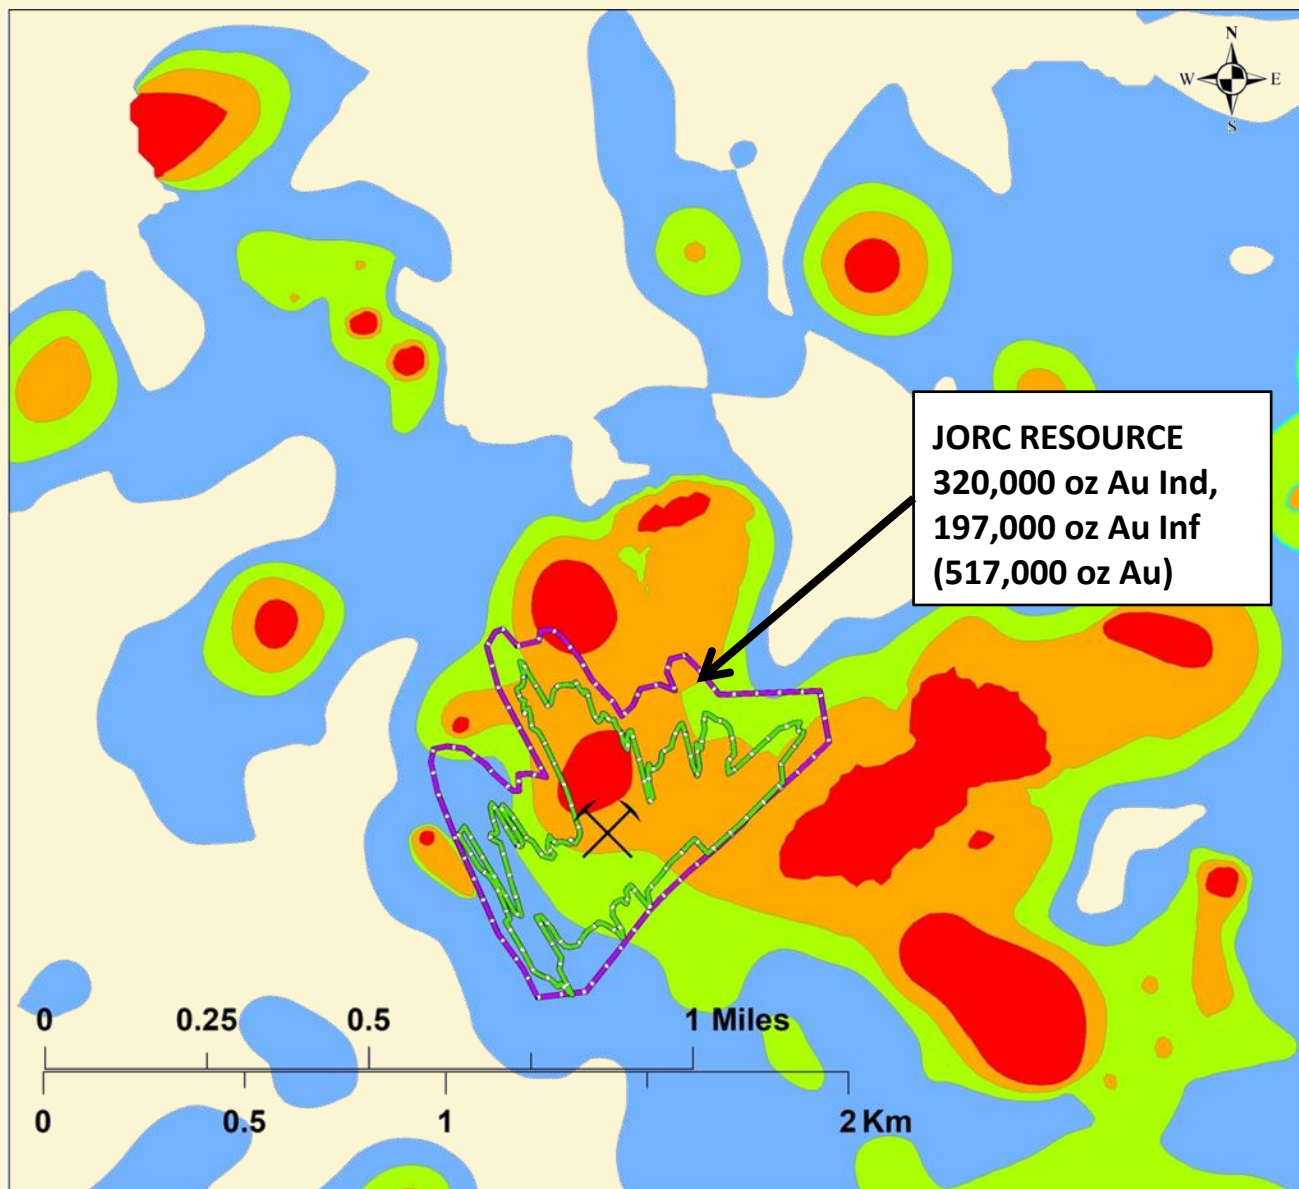 N
W E
S
JORC RESOURCE
320,000 oz Au Ind,
197,000 oz Au Inf
(517,000 oz Au)
0 0.25 0.5 1 Miles
0 0.5 1 2 Km